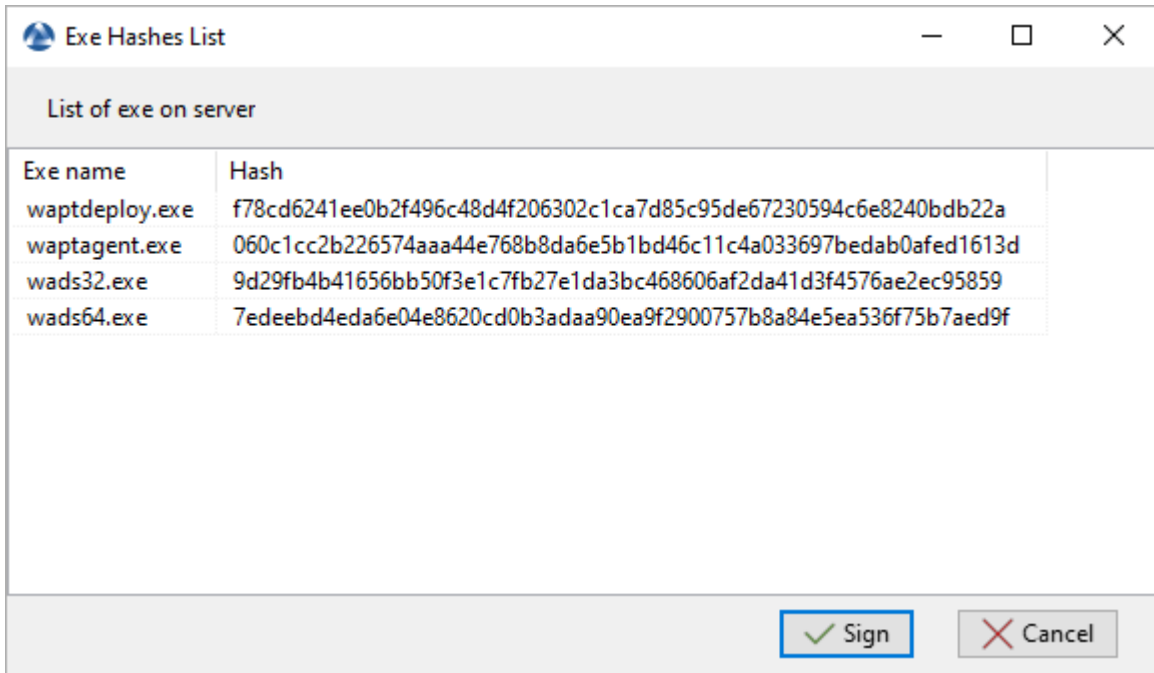 Exe Hashes List
List of exe on server
Exe name Hash
waptdeploy.exe f78cd6241ee0b2f496c48d4f206302c1ca7d85c95de67230594c6e8240bdb22a
waptagent.exe 060c1cc2b226574aaa44e768b8da6e5b1bd46c11c4a033697bedab0afed1613d
wads32.exe 9d29fb4b41656bb50f3e1c7fb27e1da3bc468606af2da41d3f4576ae2ec95859
wads64.exe 7edeebd4eda6e04e8620cd0b3adaa90ea9f2900757b8a84e5ea536f75b7aed9f
Sign Cancel